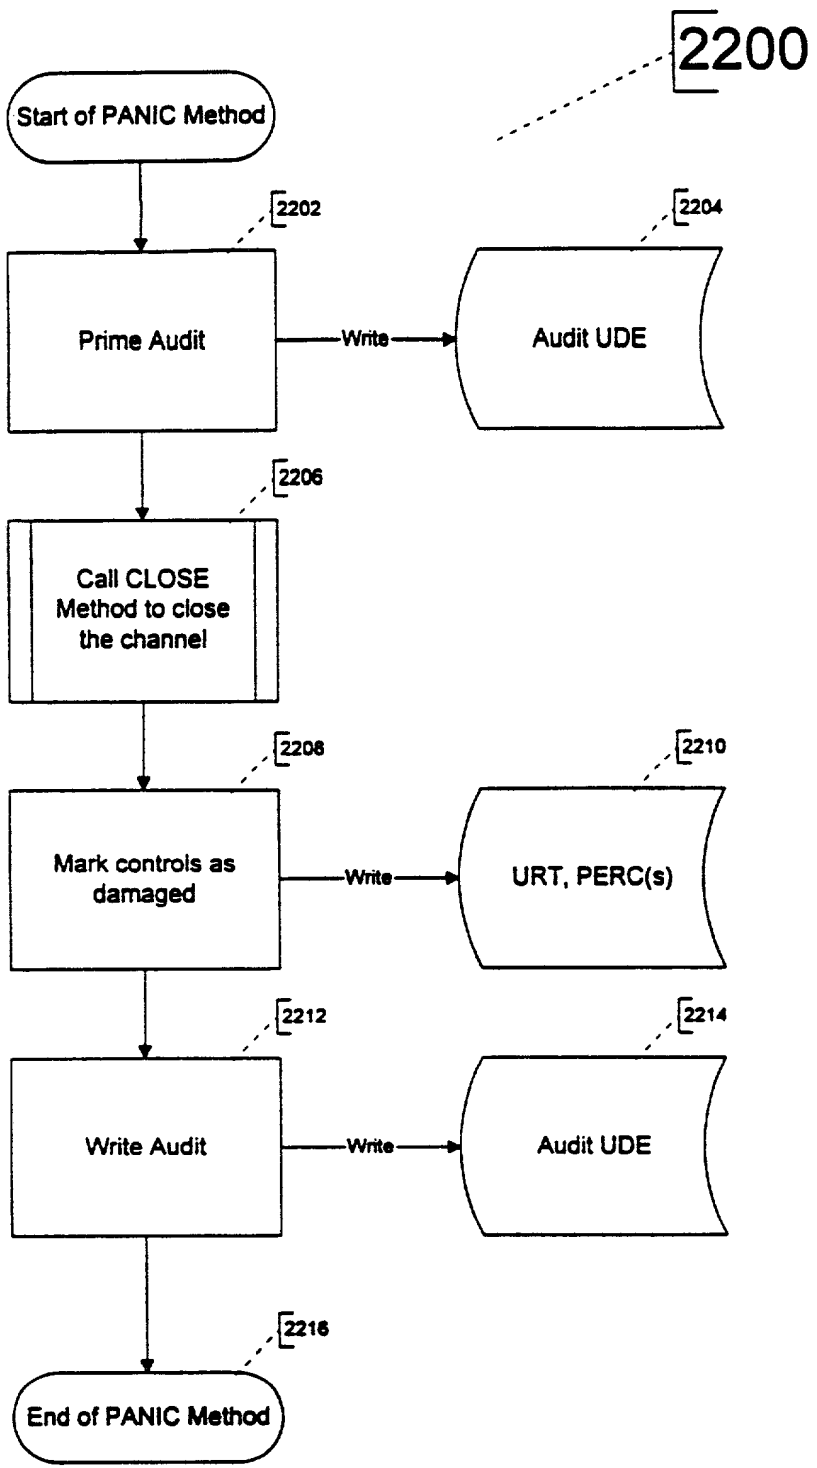 2200
Start of PANIC Method
2202
2204
Prime Audit
Write
Audit UDE
2206
Call CLOSE
Method to close
the channel
2208
2210
Mark controls as
damaged
Write
URT, PERC(s)
2212
2214
Write Audit
Write
Audit UDE
2216
End of PANIC Method